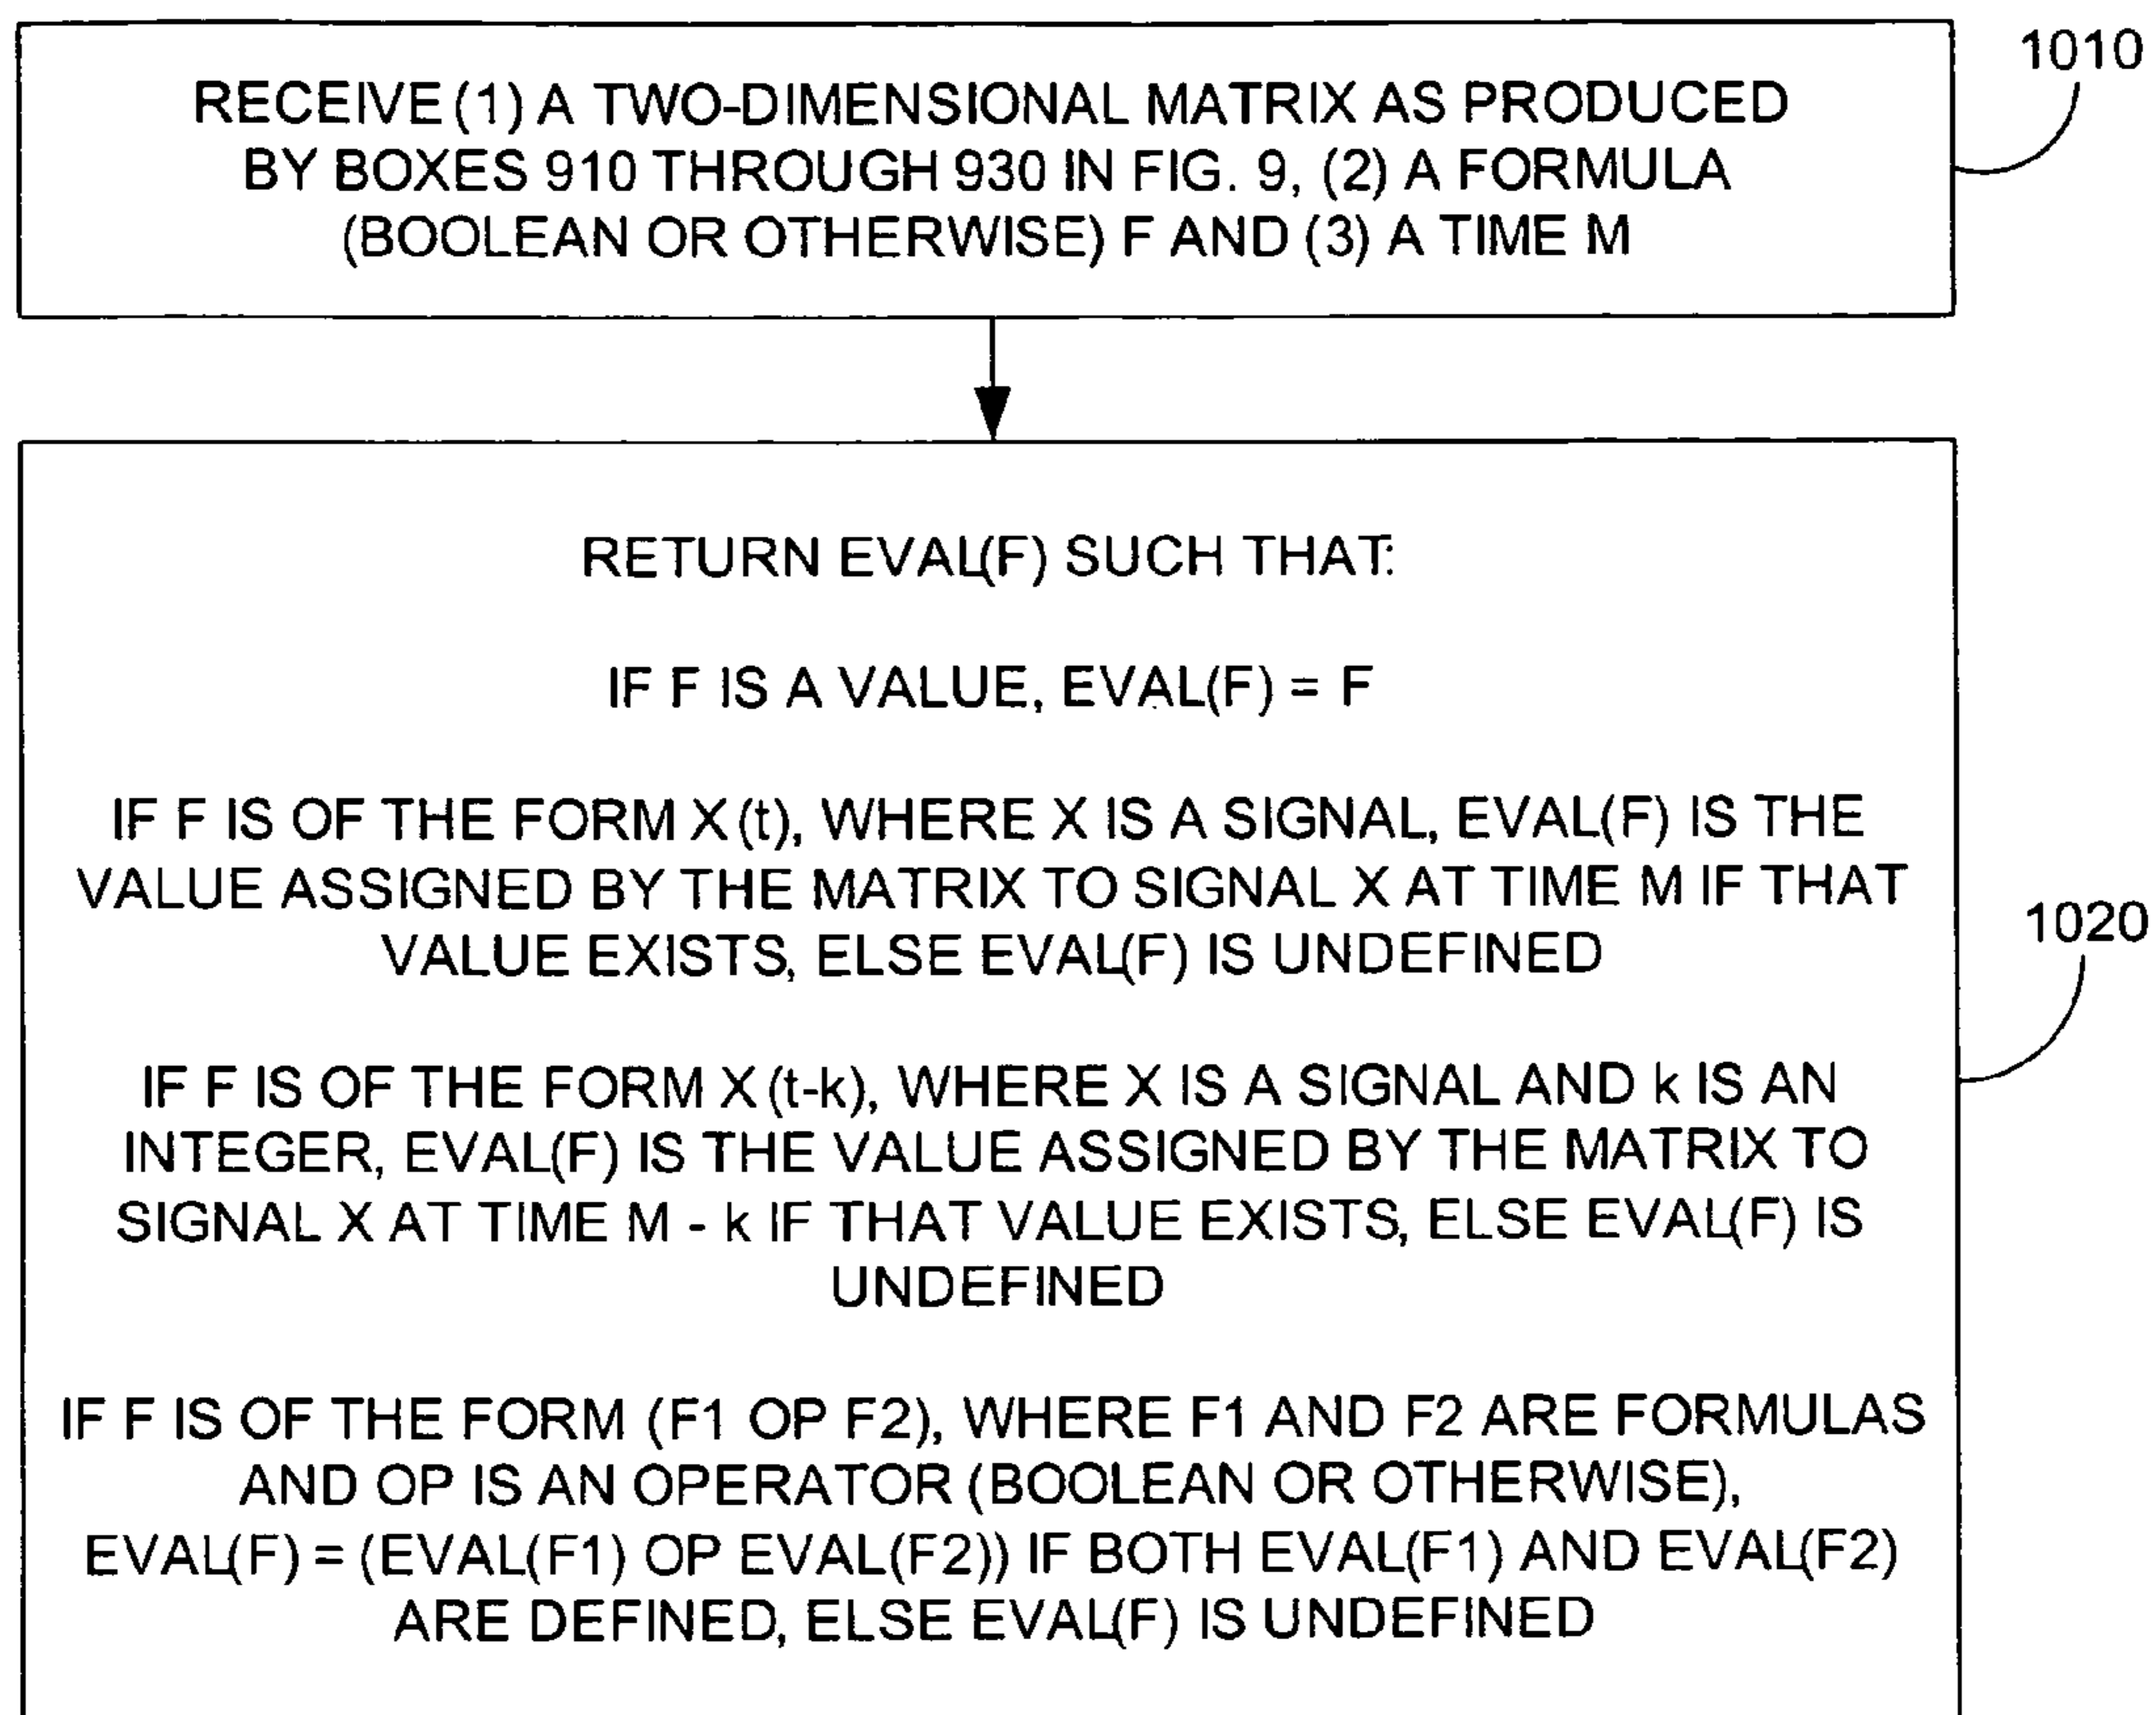 RECEIVE (1) A TWO-DIMENSIONAL MATRIX AS PRODUCED
BY BOXES 910 THROUGH 930 IN FIG. 9, (2) A FORMULA
(BOOLEAN OR OTHERWISE) F AND (3) A TIME M
1010
RETURN EVAL(F) SUCH THAT:
IF F IS A VALUE, EVAL(F) = F
IF F IS OF THE FORM X(t), WHERE X IS A SIGNAL, EVAL(F) IS THE
VALUE ASSIGNED BY THE MATRIX TO SIGNAL X AT TIME M IF THAT
VALUE EXISTS, ELSE EVAL(F) IS UNDEFINED
1020
IF F IS OF THE FORM X(t-k), WHERE X IS A SIGNAL AND k IS AN
INTEGER, EVAL(F) IS THE VALUE ASSIGNED BY THE MATRIX TO
SIGNAL X AT TIME M - k IF THAT VALUE EXISTS, ELSE EVAL(F) IS
UNDEFINED
IF F IS OF THE FORM (F1 OP F2), WHERE F1 AND F2 ARE FORMULAS
AND OP IS AN OPERATOR (BOOLEAN OR OTHERWISE),
EVAL(F) = (EVAL(F1) OP EVAL(F2)) IF BOTH EVAL(F1) AND EVAL(F2)
ARE DEFINED, ELSE EVAL(F) IS UNDEFINED